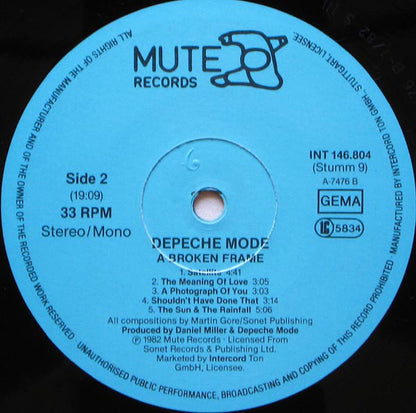 ALL RIGHTS OF THE MANUFACTURER AND OF THE OWNER OF THE RECORDED WORK RESERVED.
UNAUTHORISED PUBLIC PERFORMANCE, BROADCASTING AND COPYING OF THIS RECORD PROHIBITED.
MANUFACTURED BY INTERCORD TON GMBH, STUTTGART, LICENSEE.
MUTE
RECORDS
Side 2
(19:09)
33 RPM
Stereo/Mono
INT 146.804
(Stumm 9)
A-7476 B
GEMA
LC 5834
DEPECHE MODE
A BROKEN FRAME
1. Satellite 4:41
2. The Meaning Of Love 3:05
3. A Photograph Of You 3:03
4. Shouldn't Have Done That 3:14
5. The Sun & The Rainfall 5:06
All compositions by Martin Gore/Sonet Publishing
Produced by Daniel Miller & Depeche Mode
Ⓟ 1982 Mute Records · Licensed From
Sonet Records & Publishing Ltd.
Marketed by Intercord Ton
GmbH, Licensee.